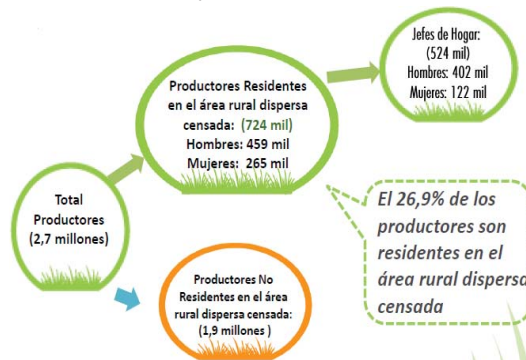 Jefes de Hogar:
(524 mil)
Hombres: 402 mil
Mujeres: 122 mil
Productores Residentes
en el área rural dispersa
censada: (724 mil)
Hombres: 459 mil
Mujeres: 265 mil
Total
Productores
(2,7 millones)
El 26,9% de los
productores son
residentes en el
área rural dispersa
censada
Productores No
Residentes en el área
rural dispersa censada:
(1,9 millones )